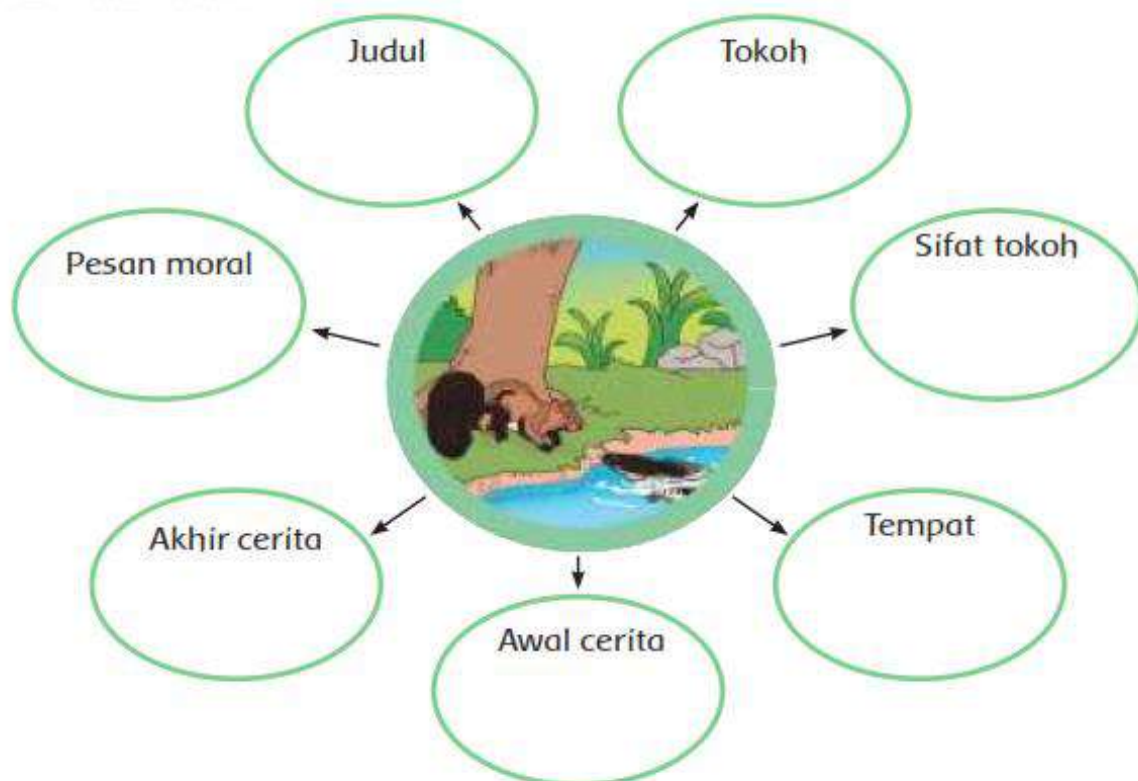 Judul
Tokoh
Pesan moral
Sifat tokoh
Akhir cerita
Tempat
Awal cerita